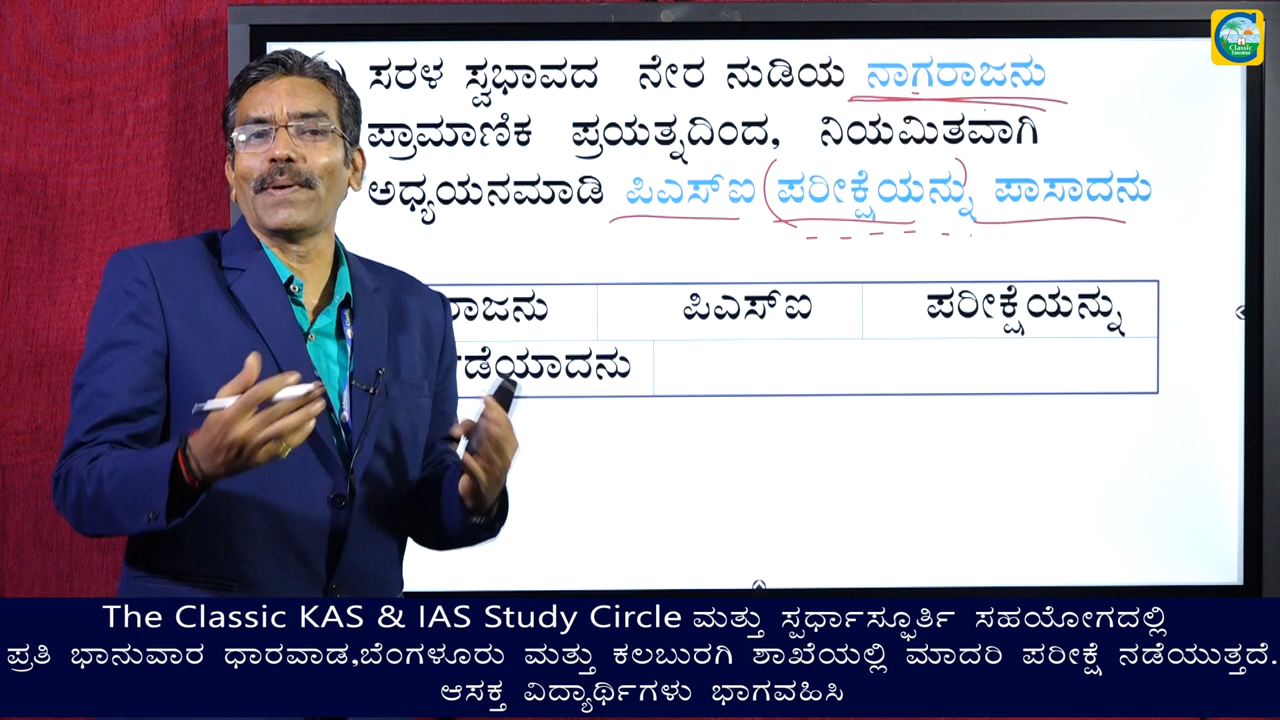 ಸರಳ ಸ್ವಭಾವದ ನೇರ ನುಡಿಯ ನಾಗರಾಜನು
ಪ್ರಾಮಾಣಿಕ ಪ್ರಯತ್ನದಿಂದ, ನಿಯಮಿತವಾಗಿ
ಅಧ್ಯಯನಮಾಡಿ ಪಿಎಸ್ಐ ಪರೀಕ್ಷೆಯನ್ನು ಪಾಸಾದನು
ರಾಜನು ಪಿಎಸ್ಐ ಪರೀಕ್ಷೆಯನ್ನು
ಡೆಯಾದನು
Classic
Education
The Classic KAS & IAS Study Circle ಮತ್ತು ಸ್ಪರ್ಧಾಸ್ಫೂರ್ತಿ ಸಹಯೋಗದಲ್ಲಿ
ಪ್ರತಿ ಭಾನುವಾರ ಧಾರವಾಡ,ಬೆಂಗಳೂರು ಮತ್ತು ಕಲಬುರಗಿ ಶಾಖೆಯಲ್ಲಿ ಮಾದರಿ ಪರೀಕ್ಷೆ ನಡೆಯುತ್ತದೆ.
ಆಸಕ್ತ ವಿದ್ಯಾರ್ಥಿಗಳು ಭಾಗವಹಿಸಿ